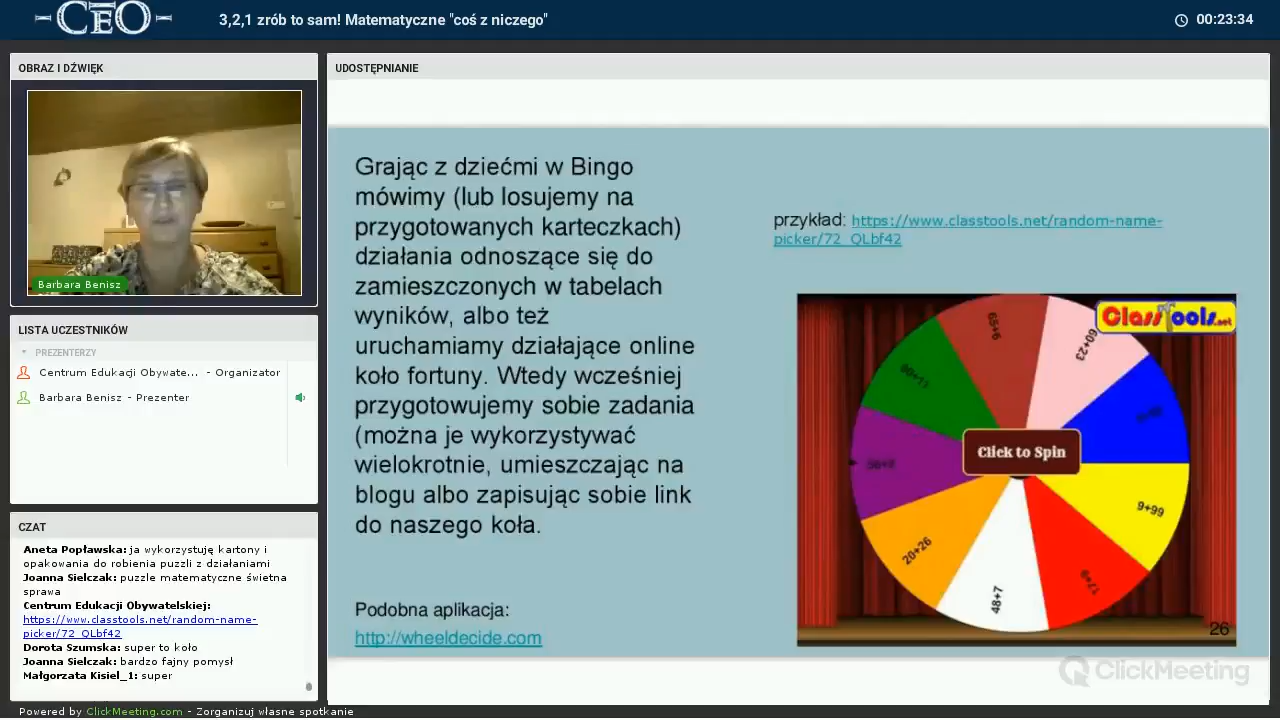 CEO
3,2,1 zrób to sam! Matematyczne "coś z niczego"
00:23:34
OBRAZ I DŹWIĘK
Barbara Benisz
LISTA UCZESTNIKÓW
PREZENTERZY
Centrum Edukacji Obywate... - Organizator
Barbara Benisz - Prezenter
CZAT
Aneta Popławska: ja wykorzystuję kartony i
opakowania do robienia puzzli z działaniami
Joanna Sielczak: puzzle matematyczne świetna
sprawa
Centrum Edukacji Obywatelskiej:
https://www.classtools.net/random-name-
picker/72_QLbf42
Dorota Szumska: super to koło
Joanna Sielczak: bardzo fajny pomysł
Małgorzata Kisiel_1: super
UDOSTĘPNIANIE
Grając z dziećmi w Bingo
mówimy (lub losujemy na
przygotowanych karteczkach)
działania odnoszące się do
zamieszczonych w tabelach
wyników, albo też
uruchamiamy działające online
koło fortuny. Wtedy wcześniej
przygotowujemy sobie zadania
(można je wykorzystywać
wielokrotnie, umieszczając na
blogu albo zapisując sobie link
do naszego koła.
Podobna aplikacja:
http://wheeldecide.com
przykład: https://www.classtools.net/random-name-
picker/72_QLbf42
ClassTools.net
65+6
60+23
9+99
48+7
20+26
Click to Spin
26
ClickMeeting
Powered by ClickMeeting.com - Zorganizuj własne spotkanie